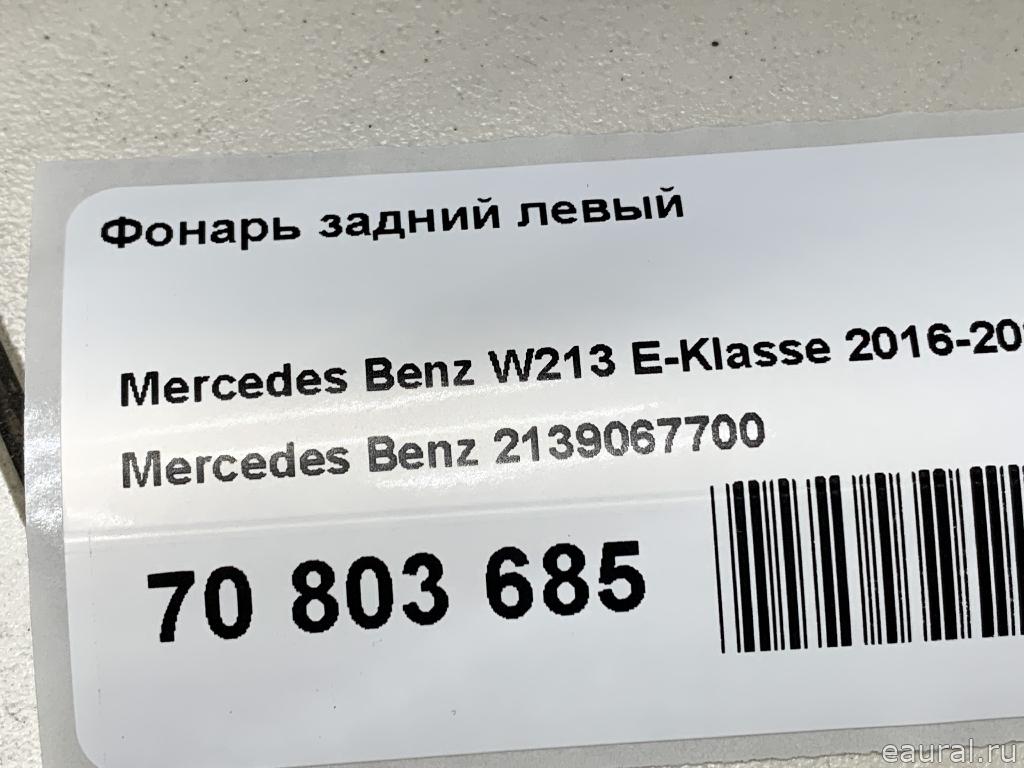 Фонарь задний левый
Mercedes Benz W213 E-Klasse 2016-20
Mercedes Benz 2139067700
70 803 685
eaural.ru